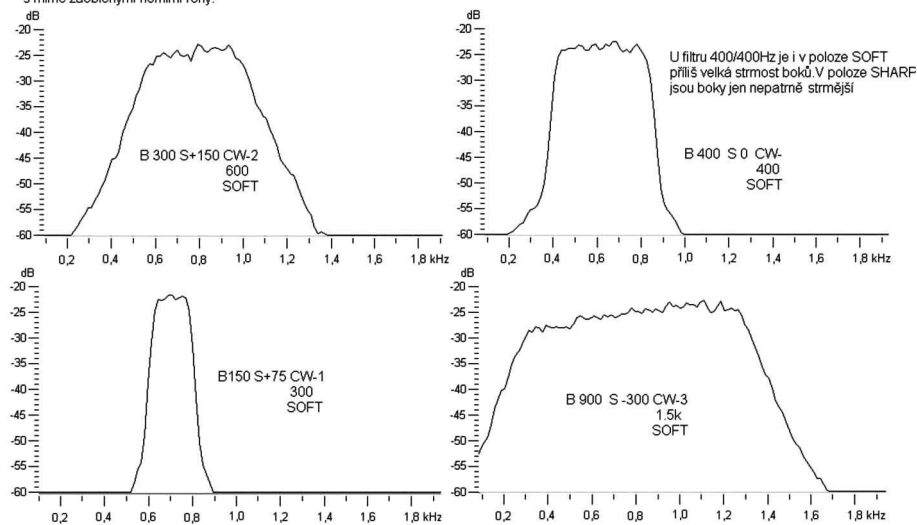 s mírně zaoblenými horními rohy.
dB
-20
-25
-30
-35
-40
-45
-50
-55
-60
0,2 0,4 0,6 0,8 1,0 1,2 1,4 1,6 1,8 kHz
B 300 S+150 CW-2
600
SOFT
dB
-20
-25
-30
-35
-40
-45
-50
-55
-60
0,2 0,4 0,6 0,8 1,0 1,2 1,4 1,6 1,8 kHz
U filtru 400/400Hz je i v poloze SOFT
příliš velká strmost boků.V poloze SHARP
jsou boky jen nepatrně strmější
B 400 S 0 CW-
400
SOFT
dB
-20
-25
-30
-35
-40
-45
-50
-55
-60
0,2 0,4 0,6 0,8 1,0 1,2 1,4 1,6 1,8 kHz
B150 S+75 CW-1
300
SOFT
dB
-20
-25
-30
-35
-40
-45
-50
-55
-60
0,2 0,4 0,6 0,8 1,0 1,2 1,4 1,6 1,8 kHz
B 900 S -300 CW-3
1.5k
SOFT